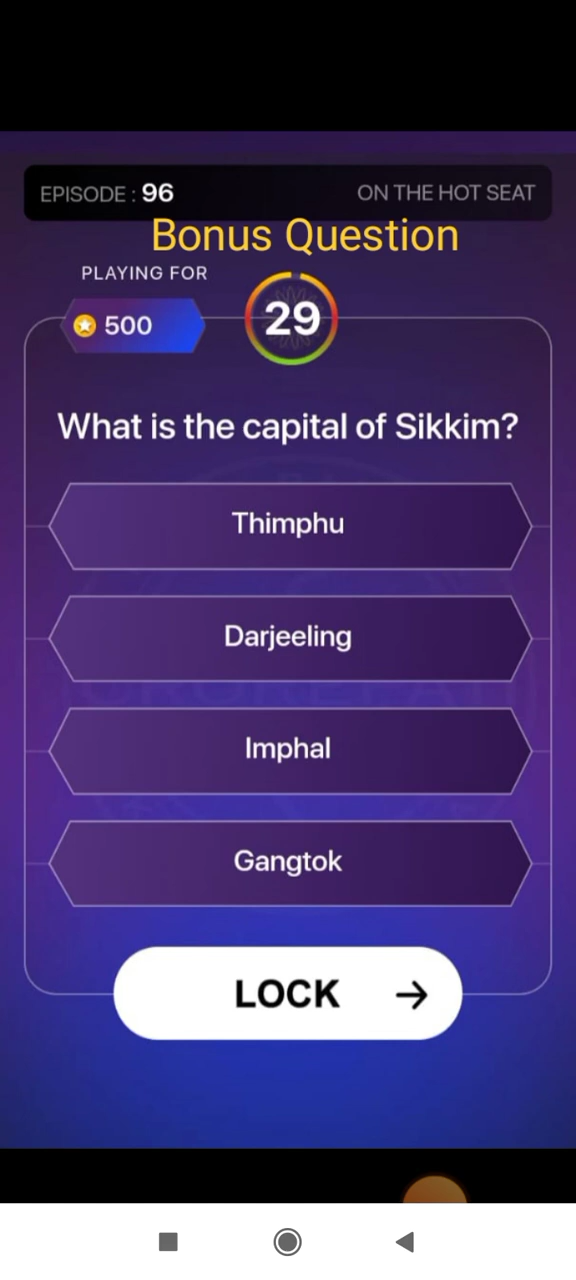 EPISODE : 96
ON THE HOT SEAT
Bonus Question
PLAYING FOR
500
29
What is the capital of Sikkim?
Thimphu
Darjeeling
Imphal
Gangtok
LOCK →